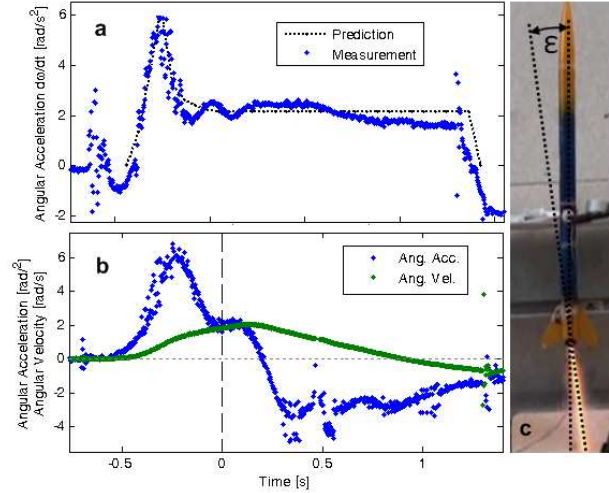 a
Angular Acceleration dω/dt [rad/s²]
6
4
2
0
-2
Prediction
Measurement
b
Angular Acceleration [rad/²]
Angular Velocity [rad/s]
6
4
2
0
-2
-4
Ang. Acc.
Ang. Vel.
-0.5
0
0.5
1
Time [s]
ε
c